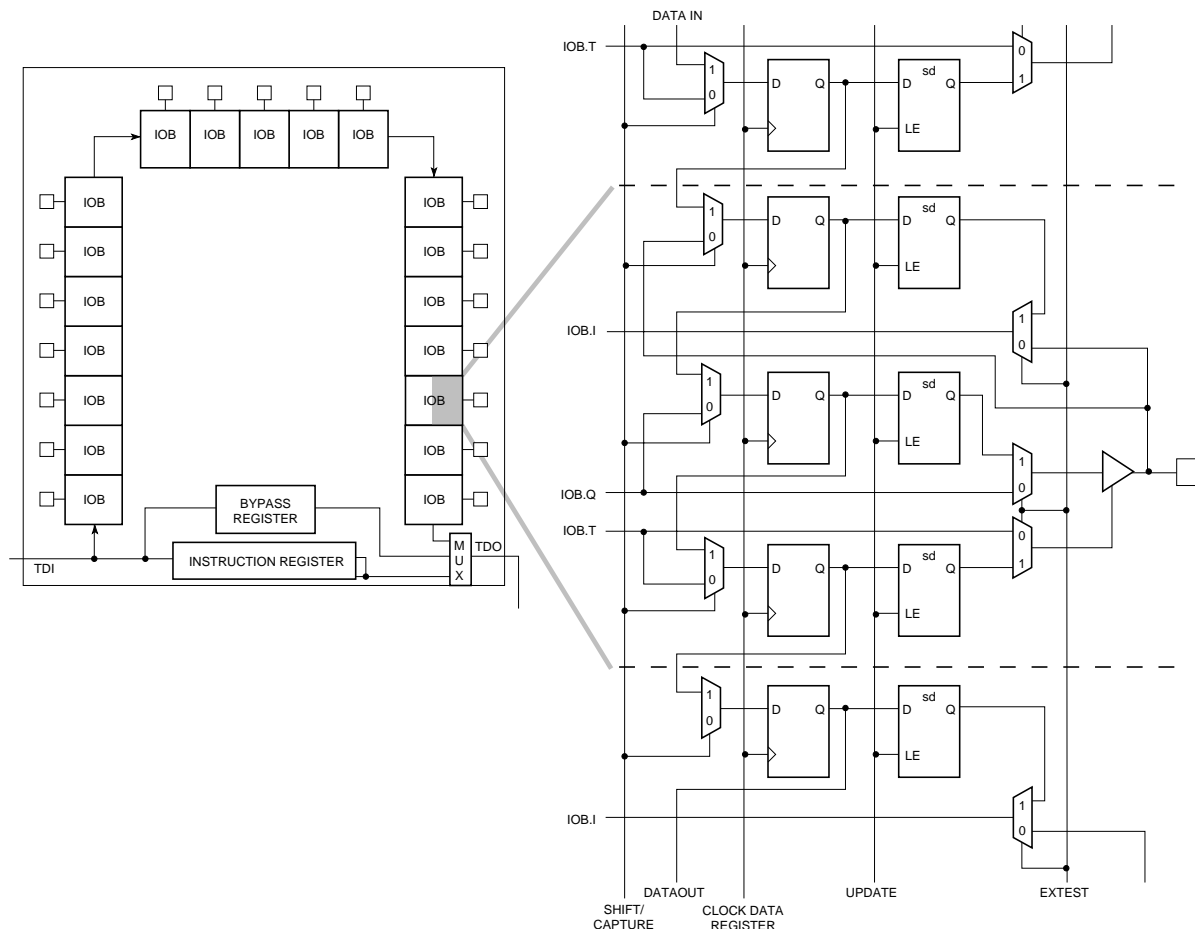 DATA IN
IOB.T
IOB IOB IOB IOB IOB
IOB
IOB
IOB
IOB
IOB
IOB
IOB
IOB
IOB
IOB
IOB
IOB
IOB
IOB
BYPASS
REGISTER
INSTRUCTION REGISTER
TDI
M
U
X
TDO
1
0
D Q
D sd Q
LE
0
1
1
0
D Q
D sd Q
LE
IOB.I
1
0
1
0
D Q
D sd Q
LE
1
0
IOB.Q
IOB.T
0
1
1
0
D Q
D sd Q
LE
1
0
D Q
D sd Q
LE
IOB.I
1
0
SHIFT/
CAPTURE
DATAOUT
CLOCK DATA
REGISTER
UPDATE
EXTEST